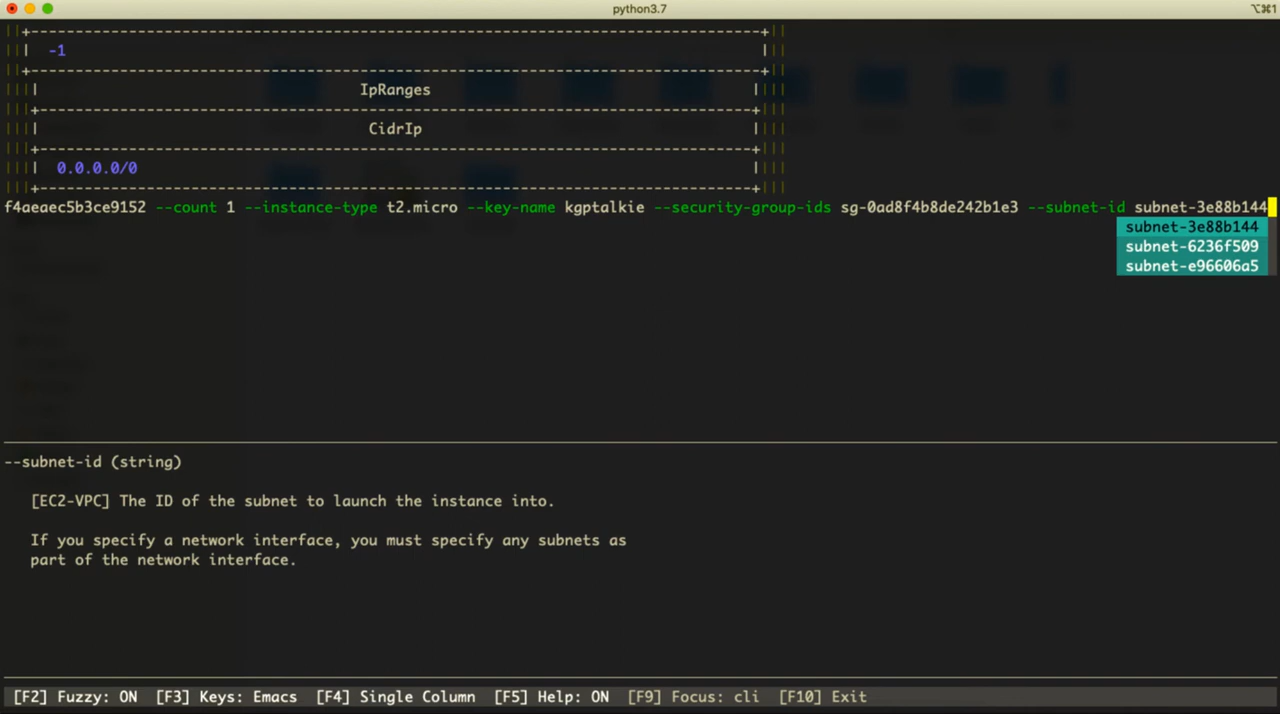 python3.7
⌥⌘1
-1
IpRanges
CidrIp
0.0.0.0/0
f4aeaec5b3ce9152 --count 1 --instance-type t2.micro --key-name kgptalkie --security-group-ids sg-0ad8f4b8de242b1e3 --subnet-id subnet-3e88b144
subnet-3e88b144
subnet-6236f509
subnet-e96606a5
--subnet-id (string)
[EC2-VPC] The ID of the subnet to launch the instance into.
If you specify a network interface, you must specify any subnets as
part of the network interface.
[F2] Fuzzy: ON [F3] Keys: Emacs [F4] Single Column [F5] Help: ON [F9] Focus: cli [F10] Exit